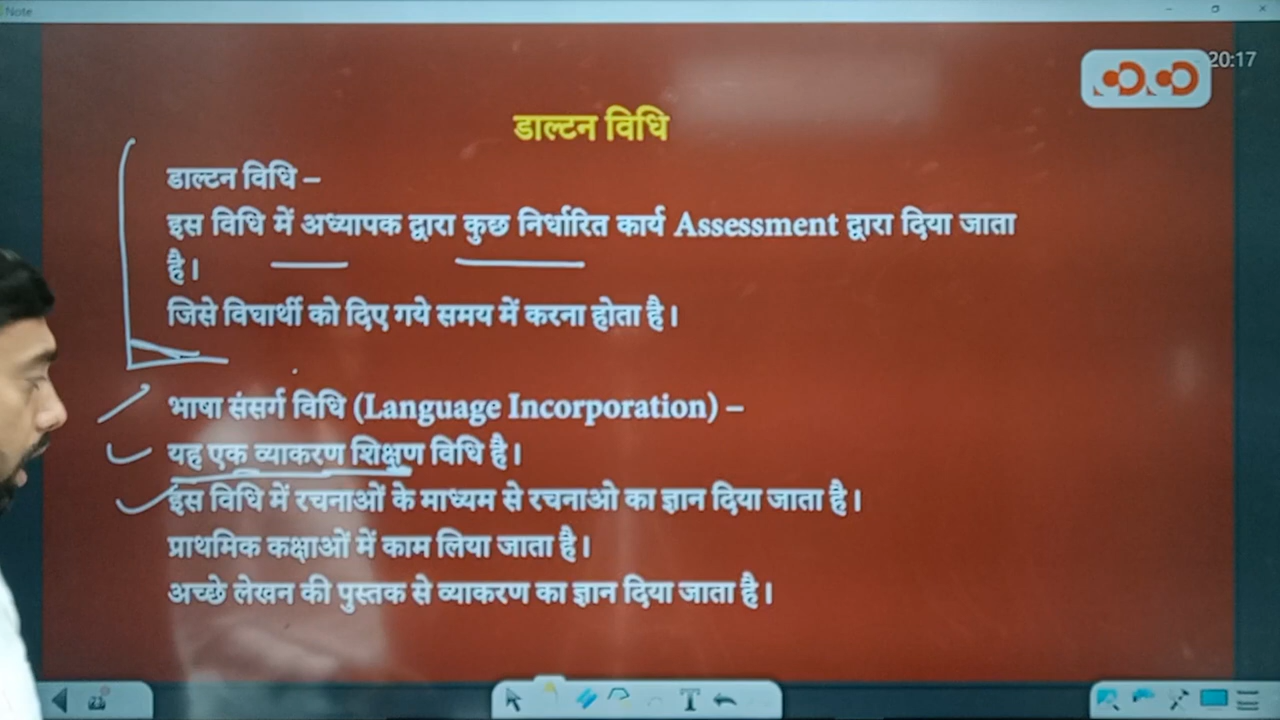 Note
20:17
डाल्टन विधि
डाल्टन विधि –
इस विधि में अध्यापक द्वारा कुछ निर्धारित कार्य Assessment द्वारा दिया जाता
है।
जिसे विघार्थी को दिए गये समय में करना होता है।
भाषा संसर्ग विधि (Language Incorporation) –
यह एक व्याकरण शिक्षुण विधि है।
इस विधि में रचनाओं के माध्यम से रचनाओ का ज्ञान दिया जाता है।
प्राथमिक कक्षाओं में काम लिया जाता है।
अच्छे लेखन की पुस्तक से व्याकरण का ज्ञान दिया जाता है।
T